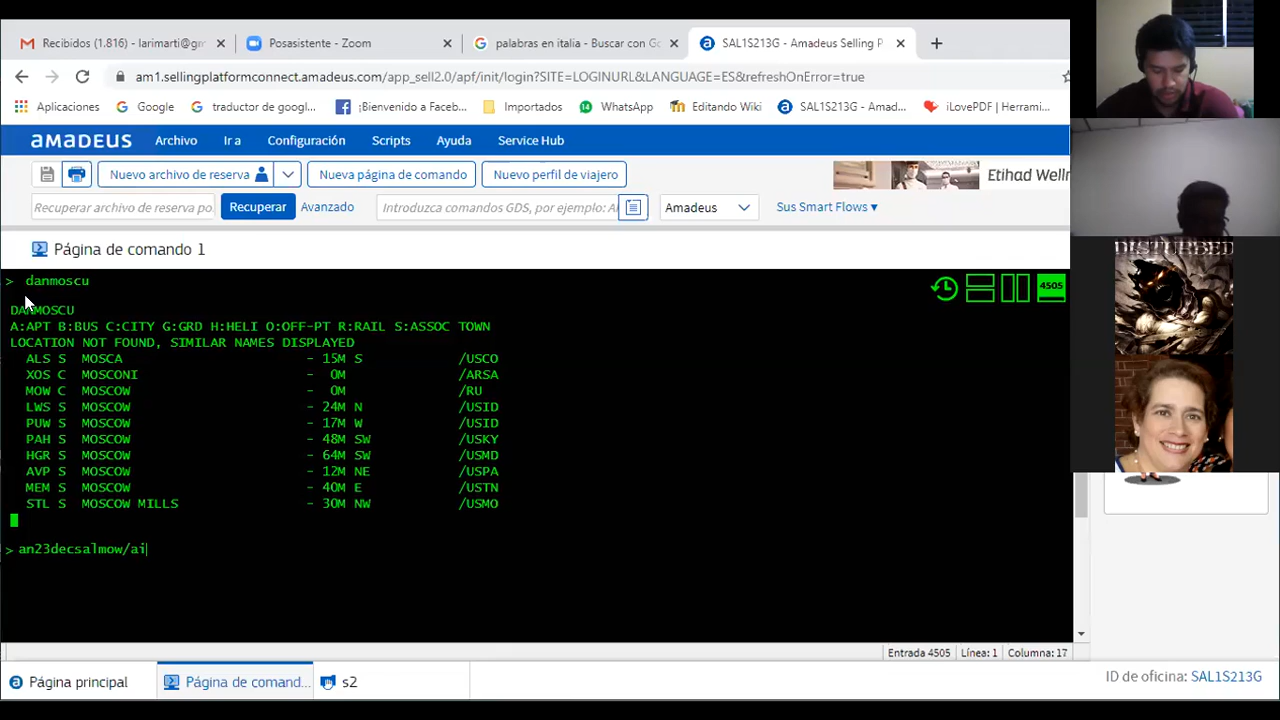 Recibidos (1.816) - larimarti@gm
Posasistente - Zoom
palabras en italia - Buscar con Go
SAL1S213G - Amadeus Selling P
am1.sellingplatformconnect.amadeus.com/app_sell2.0/apf/init/login?SITE=LOGINURL&LANGUAGE=ES&refreshOnError=true
Aplicaciones
Google
traductor de googl...
¡Bienvenido a Faceb...
Importados
14 WhatsApp
Editando Wiki
SAL1S213G - Amad...
iLovePDF | Herrami...
amadeus
Archivo
Ir a
Configuración
Scripts
Ayuda
Service Hub
Nuevo archivo de reserva
Nueva página de comando
Nuevo perfil de viajero
Etihad Wellr
Recuperar archivo de reserva po
Recuperar
Avanzado
Introduzca comandos GDS, por ejemplo: Al
Amadeus
Sus Smart Flows
Página de comando 1
> danmoscu
4505
DANMOSCU
A:APT B:BUS C:CITY G:GRD H:HELI O:OFF-PT R:RAIL S:ASSOC TOWN
LOCATION NOT FOUND, SIMILAR NAMES DISPLAYED
ALS S MOSCA - 15M S /USCO
XOS C MOSCONI - 0M /ARSA
MOW C MOSCOW - 0M /RU
LWS S MOSCOW - 24M N /USID
PUW S MOSCOW - 17M W /USID
PAH S MOSCOW - 48M SW /USKY
HGR S MOSCOW - 64M SW /USMD
AVP S MOSCOW - 12M NE /USPA
MEM S MOSCOW - 40M E /USTN
STL S MOSCOW MILLS - 30M NW /USMO
> an23decsalmow/ai
Entrada 4505
Línea: 1
Columna: 17
Página principal
Página de comand...
s2
ID de oficina: SAL1S213G
DISTURBED